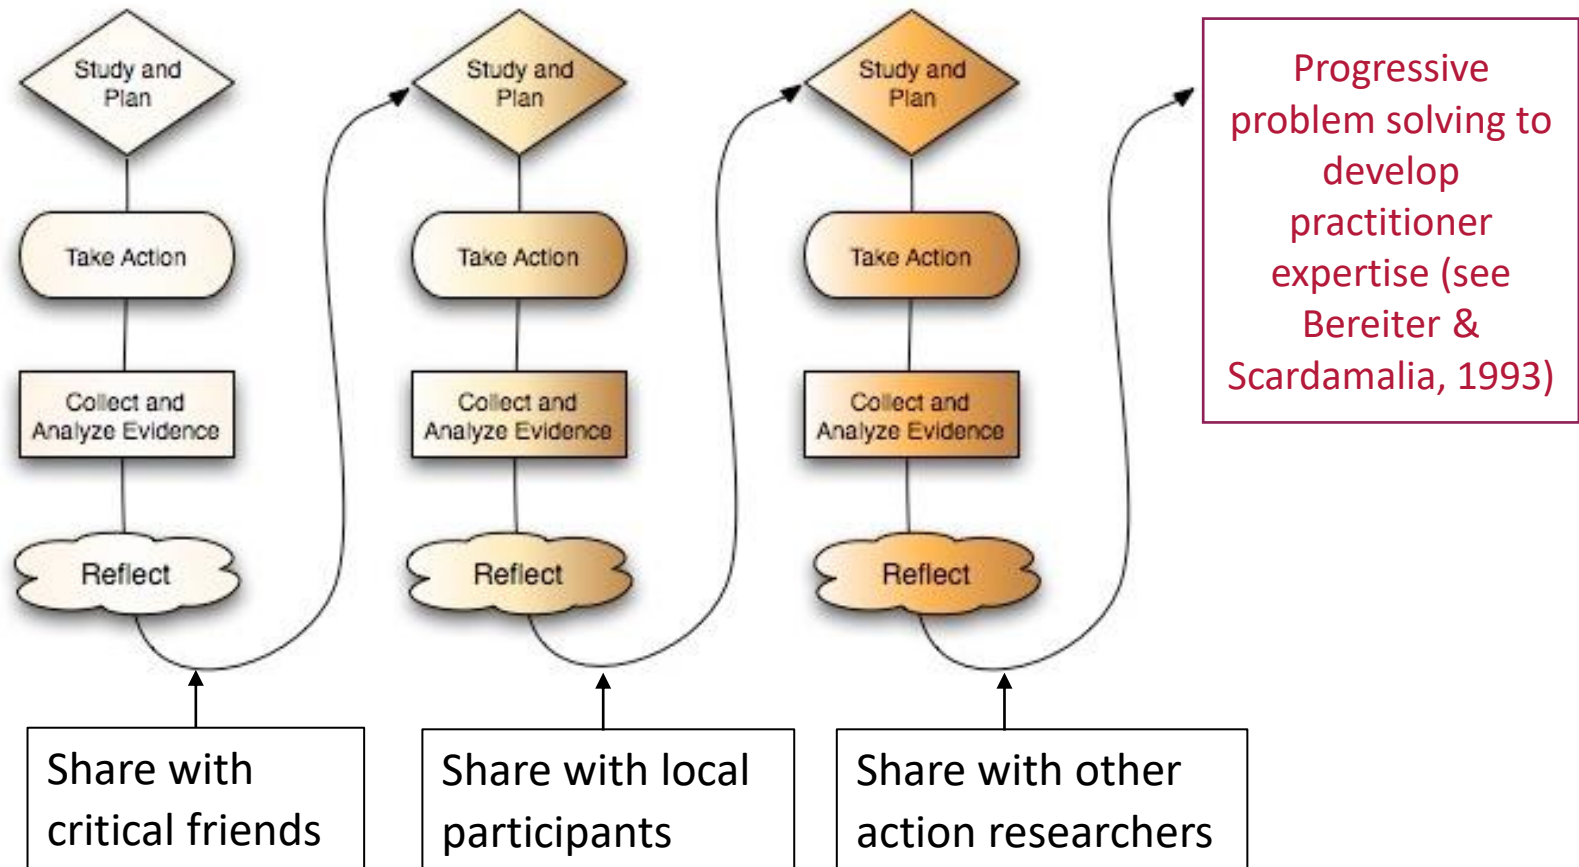 Study and
Plan
Take Action
Collect and
Analyze Evidence
Reflect
Share with
critical friends
Study and
Plan
Take Action
Collect and
Analyze Evidence
Reflect
Share with local
participants
Study and
Plan
Take Action
Collect and
Analyze Evidence
Reflect
Share with other
action researchers
Progressive
problem solving to
develop
practitioner
expertise (see
Bereiter &
Scardamalia, 1993)